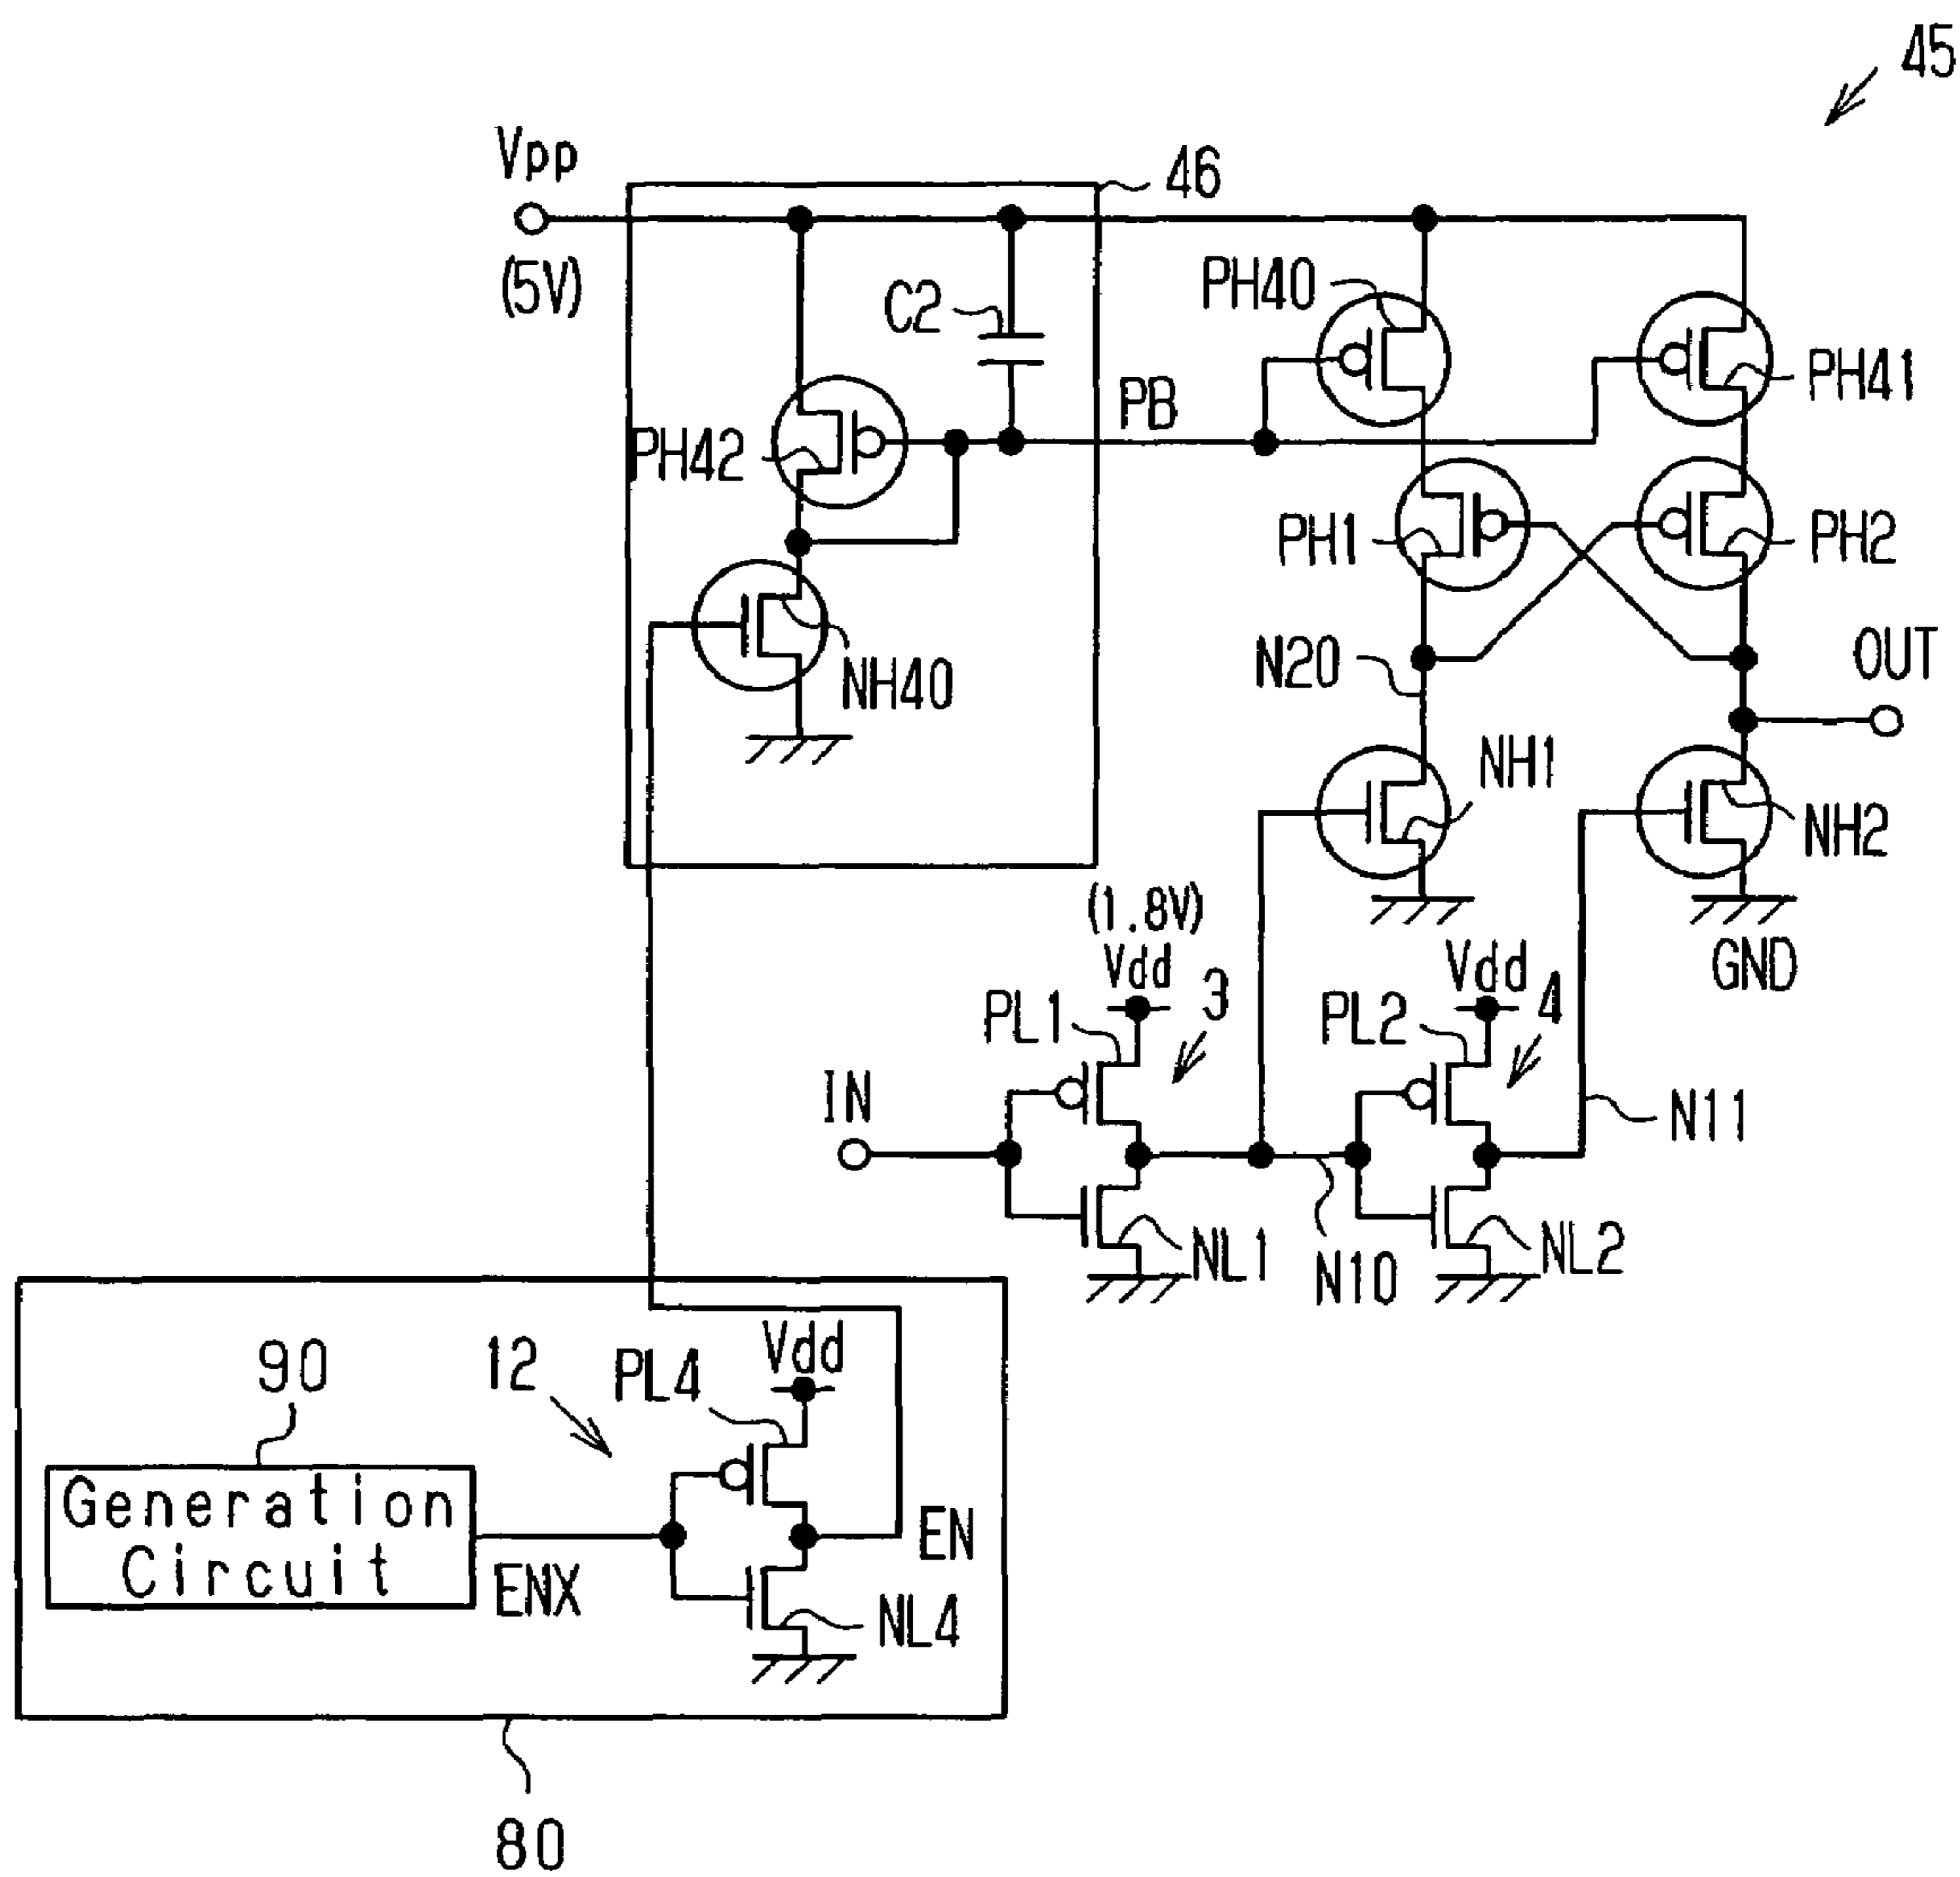 45
Vpp
46
(5V)
PH40
C2
PH41
PB
PH42
PH1
PH2
OUT
N20
NH40
NH1
NH2
(1.8V)
Vdd
3
Vdd
4
GND
PL1
PL2
IN
N11
NL1
N10
NL2
90
12
PL4
Vdd
Generation
Circuit
ENX
EN
NL4
80